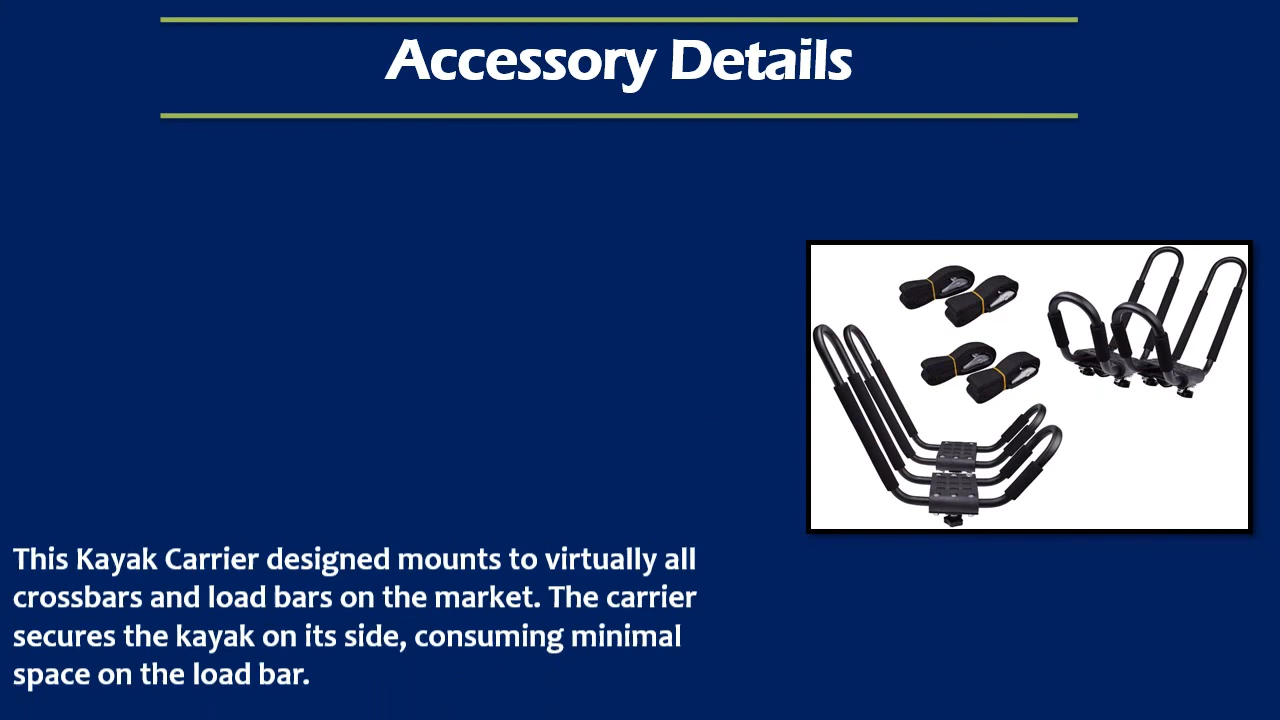 Accessory Details
This Kayak Carrier designed mounts to virtually all
crossbars and load bars on the market. The carrier
secures the kayak on its side, consuming minimal
space on the load bar.